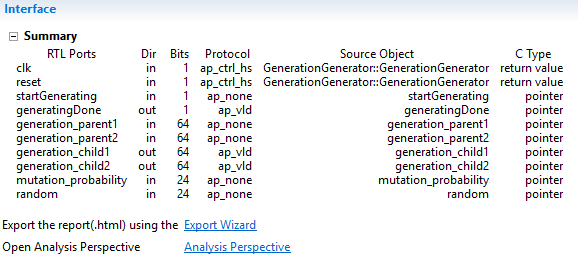 Interface
Summary
RTL Ports Dir Bits Protocol Source Object C Type
clk in 1 ap_ctrl_hs GenerationGenerator::GenerationGenerator return value
reset in 1 ap_ctrl_hs GenerationGenerator::GenerationGenerator return value
startGenerating in 1 ap_none startGenerating pointer
generatingDone out 1 ap_vld generatingDone pointer
generation_parent1 in 64 ap_none generation_parent1 pointer
generation_parent2 in 64 ap_none generation_parent2 pointer
generation_child1 out 64 ap_vld generation_child1 pointer
generation_child2 out 64 ap_vld generation_child2 pointer
mutation_probability in 24 ap_none mutation_probability pointer
random in 24 ap_none random pointer
Export the report(.html) using the Export Wizard
Open Analysis Perspective Analysis Perspective